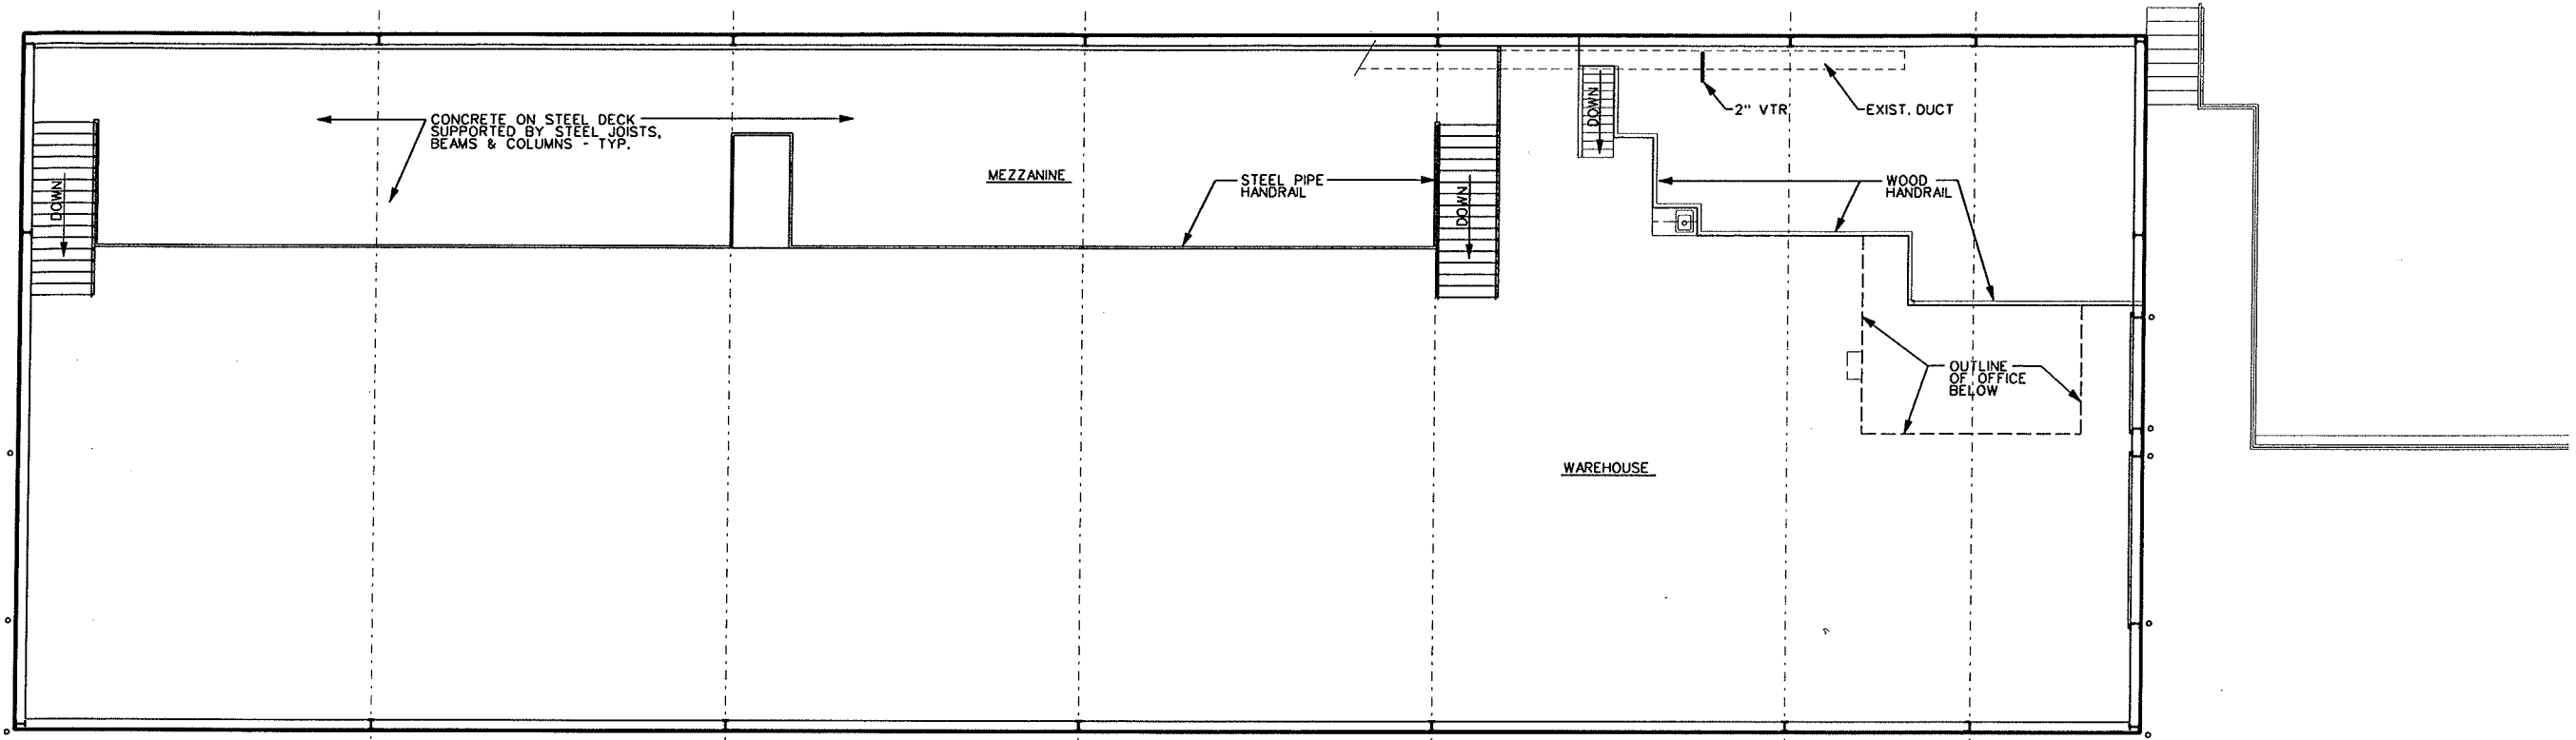 CONCRETE ON STEEL DECK
SUPPORTED BY STEEL JOISTS,
BEAMS & COLUMNS - TYP.
DOWN
MEZZANINE
STEEL PIPE
HANDRAIL
DOWN
DOWN
2" VTR
EXIST. DUCT
WOOD
HANDRAIL
OUTLINE
OF OFFICE
BELOW
WAREHOUSE